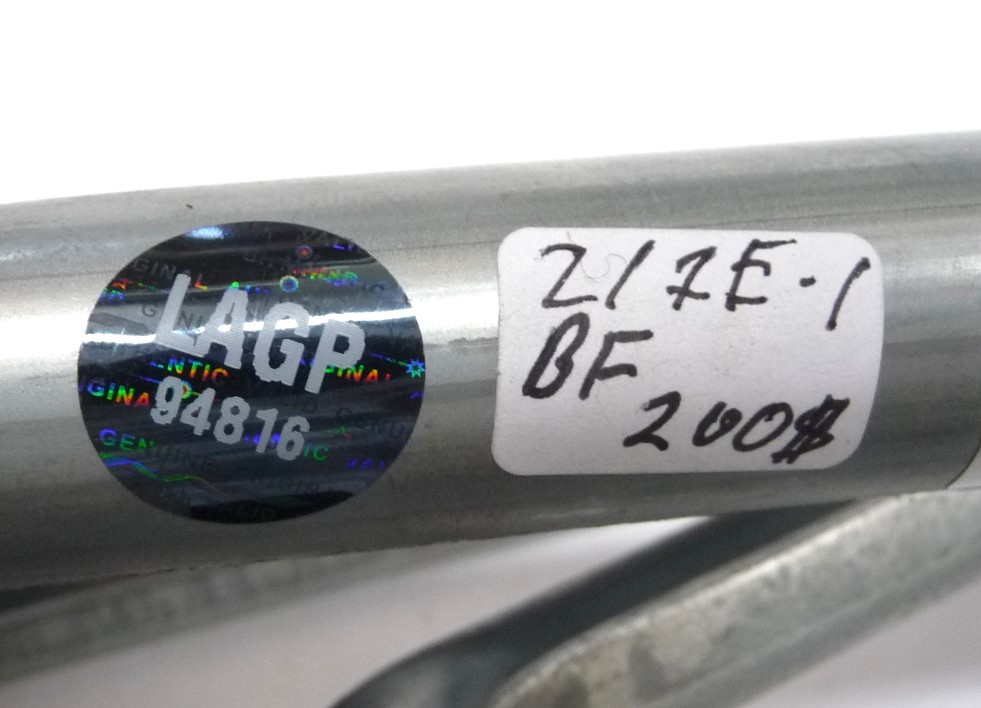 LAGP
94816
217E-1
BF
200$